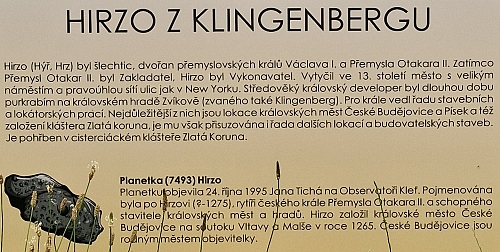 HIRZO Z KLINGENBERGU
Hirzo (Hýř, Hrz) byl šlechtic, dvořan přemyslovských králů Václava I. a Přemysla Otakara II. Zatímco
Přemysl Otakar II. byl Zakladatel, Hirzo byl Vykonavatel. Vytýčil ve 13. století město s velikým
náměstím a pravoúhlou sítí ulic jak v New Yorku. Středověký královský developer byl dlouhou dobu
purkrabím na královském hradě Zvíkově (zvaného také Klingenberg). Pro krále vedl řadu stavebních
a lokátorských prací. Nejdůležitější z nich jsou lokace královských měst České Budějovice a Písek a též
založení kláštera Zlatá koruna, je mu však přisuzována i řada dalších lokací a budovatelských staveb.
Je pohřben v cisterciáckém klášteře Zlatá Koruna.
Planetka (7493) Hirzo
Planetku objevila 24. října 1995 Jana Tichá na Observatoři Kleť. Pojmenována
byla po Hirzovi (?-1275), rytíři českého krále Přemysla Otakara II. a schopného
stavitele královských měst a hradů. Hirzo založil královské město České
Budějovice na soutoku Vltavy a Malše v roce 1265. České Budějovice jsou
rodným městem objevitelky.